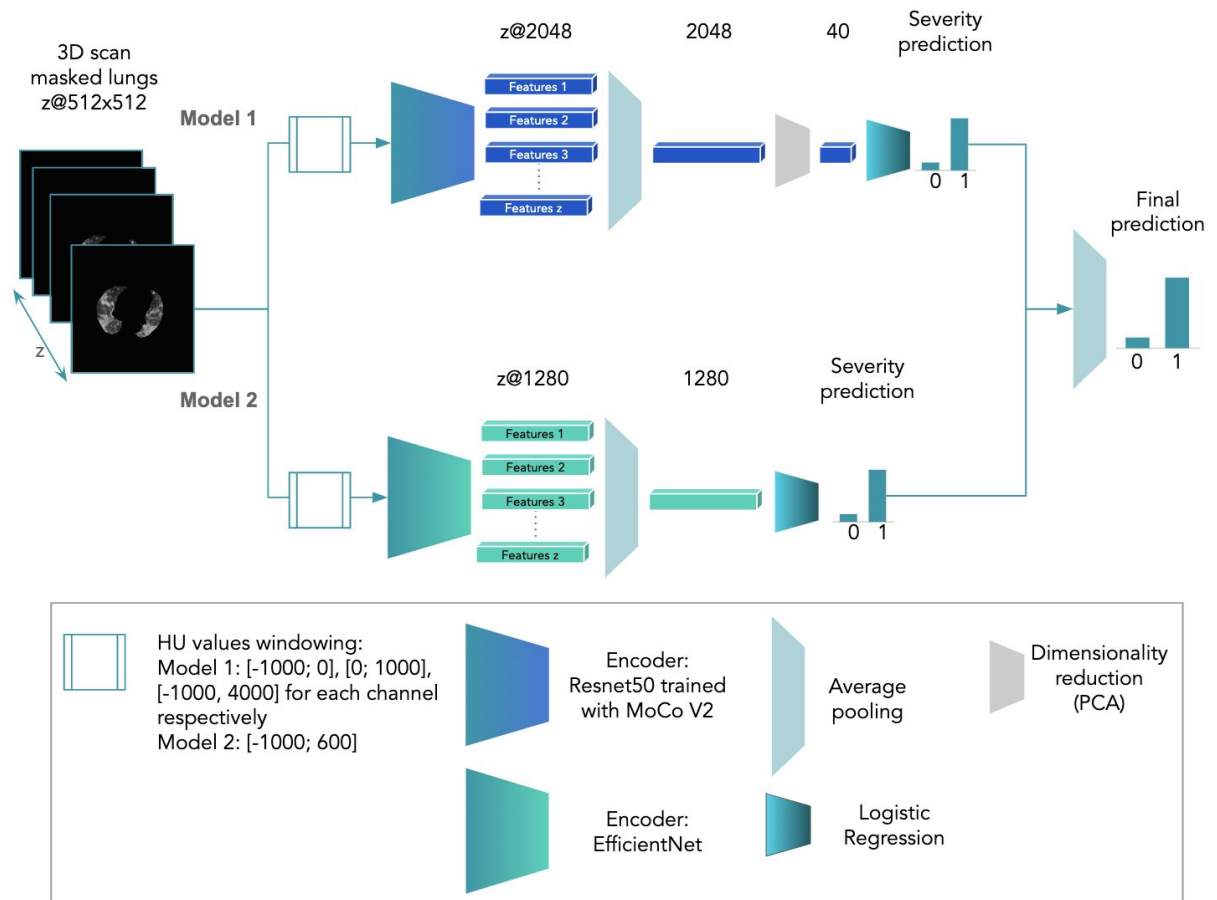 3D scan
masked lungs
z@512x512
z
Model 1
z@2048
2048
40
Severity
prediction
Features 1
Features 2
Features 3
Features z
0 1
Model 2
z@1280
1280
Severity
prediction
Features 1
Features 2
Features 3
Features z
0 1
Final
prediction
0 1
HU values windowing:
Model 1: [-1000; 0], [0; 1000],
[-1000, 4000] for each channel
respectively
Model 2: [-1000; 600]
Encoder:
Resnet50 trained
with MoCo V2
Encoder:
EfficientNet
Average
pooling
Logistic
Regression
Dimensionality
reduction
(PCA)